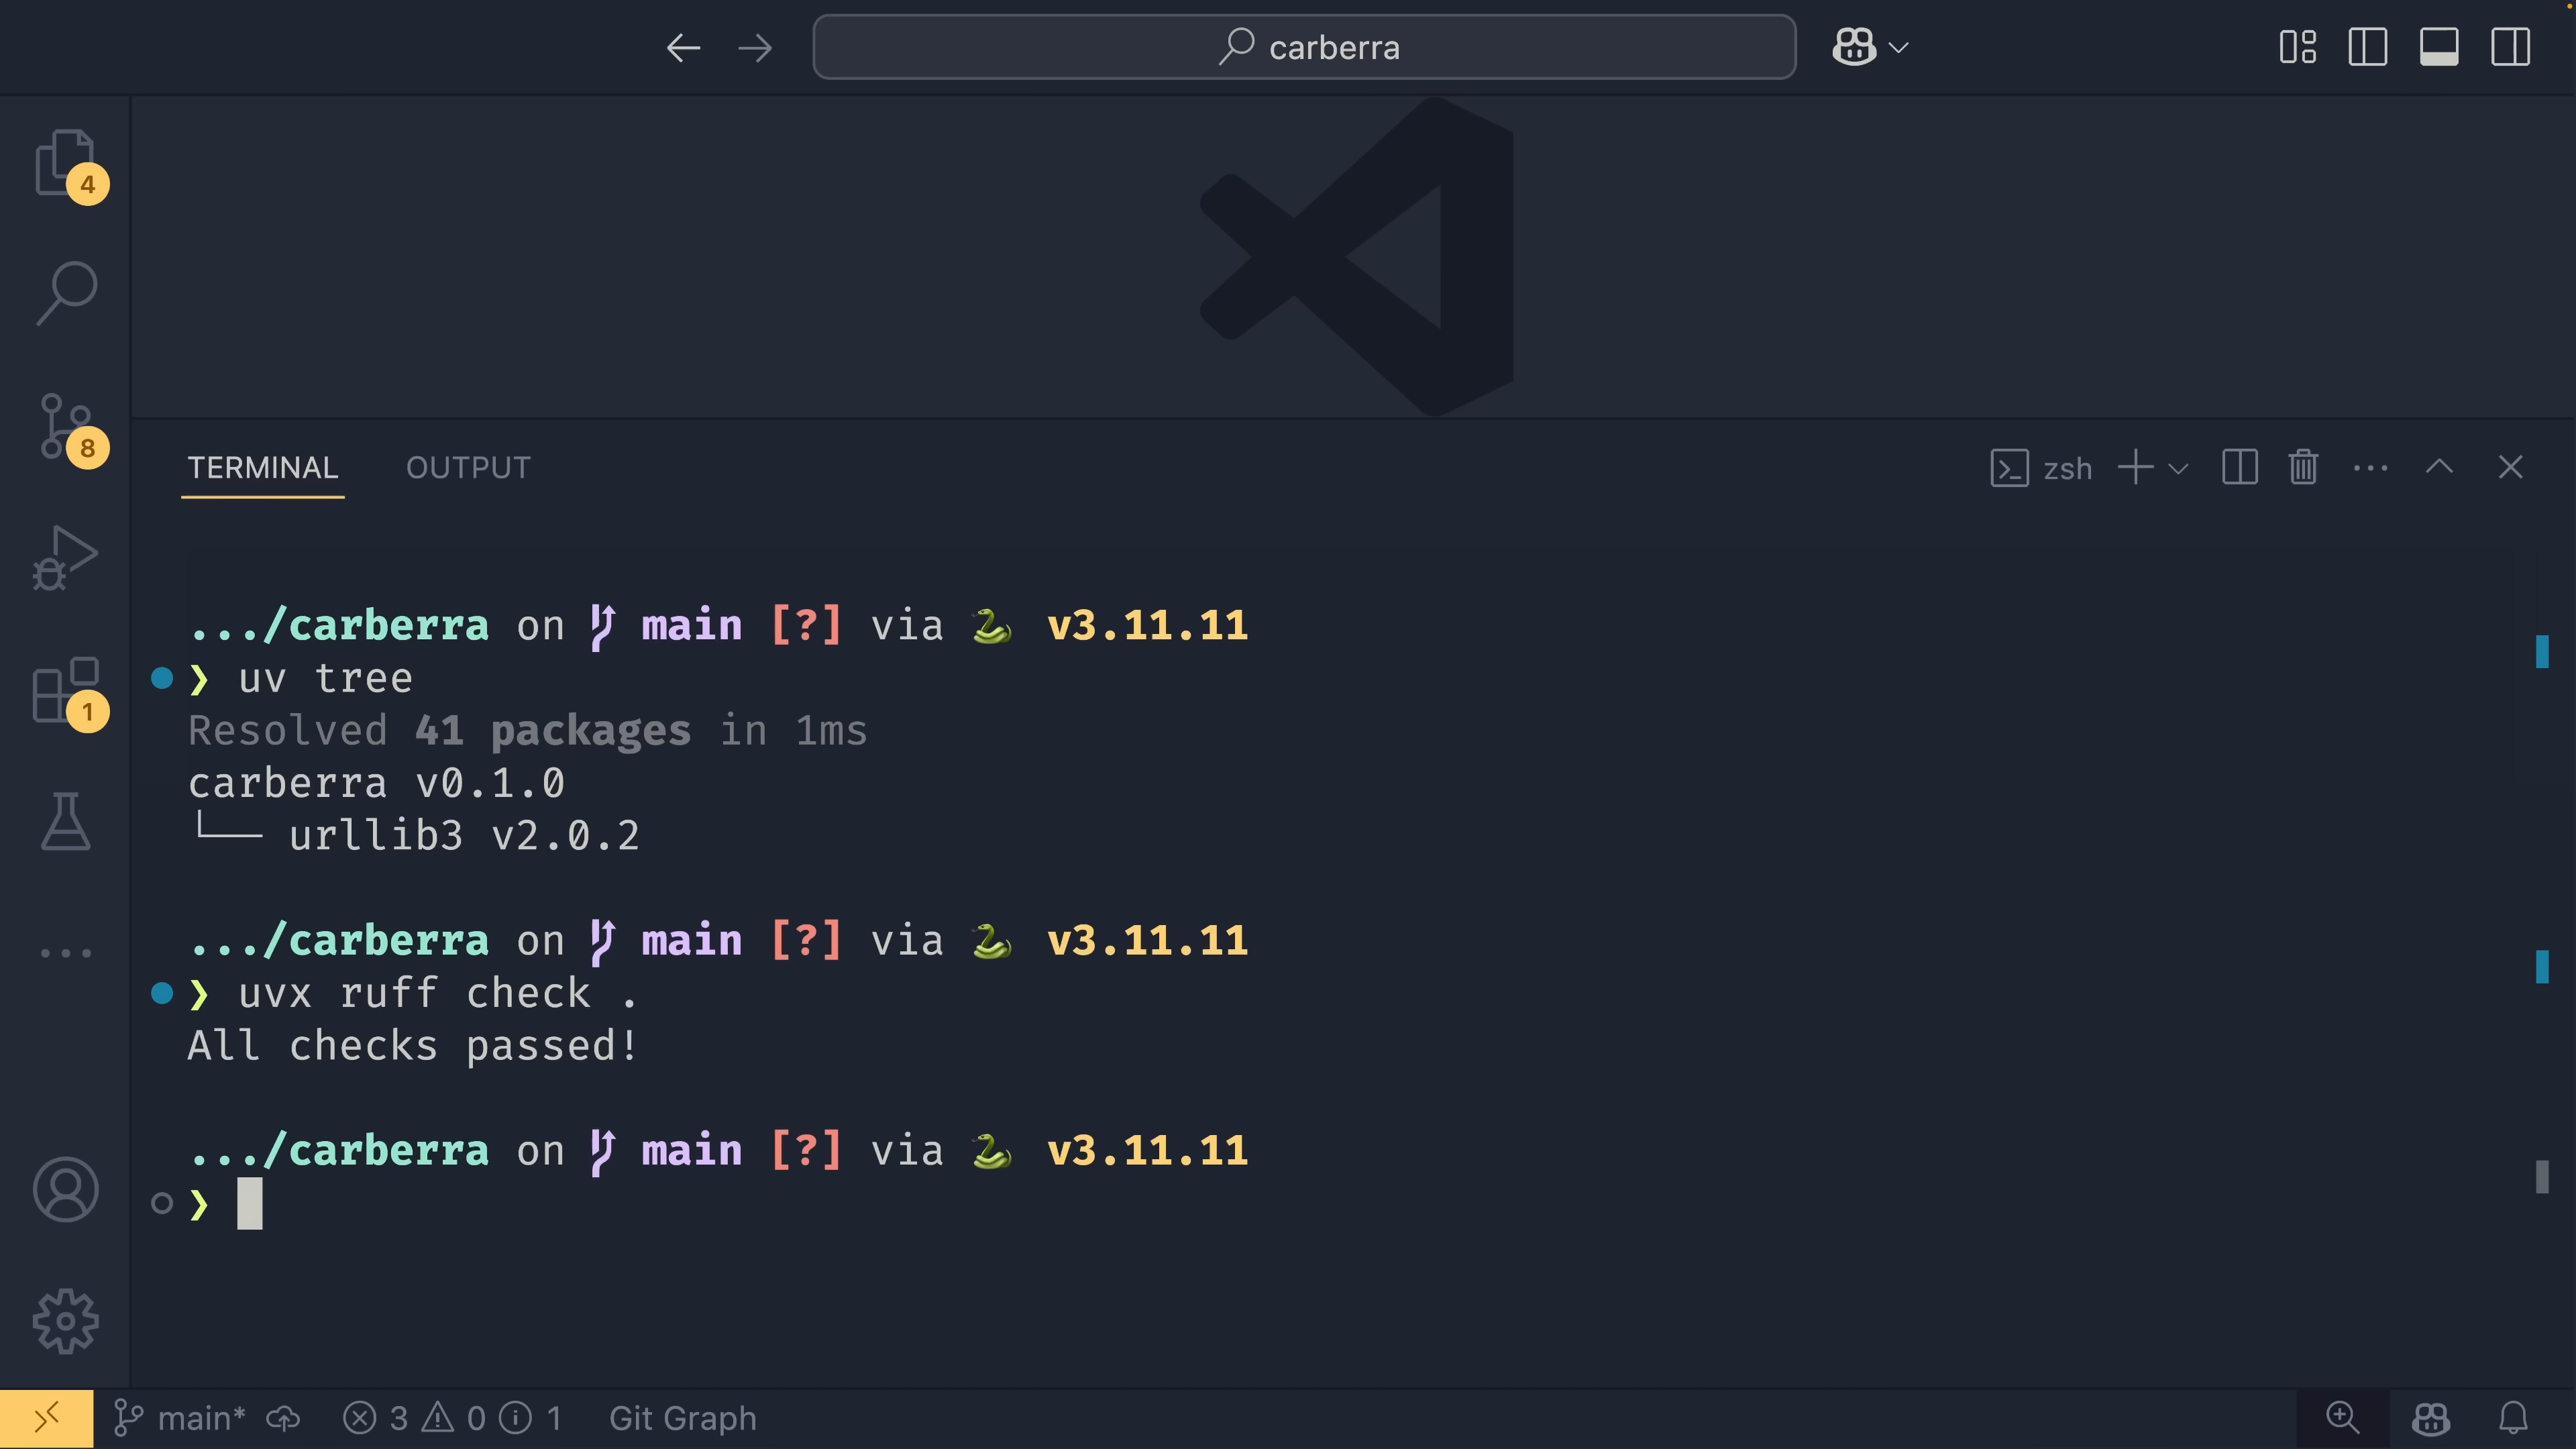 carberra
4
8
1
TERMINAL OUTPUT
zsh
.../carberra on main [?] via 🐍 v3.11.11
❯ uv tree
Resolved 41 packages in 1ms
carberra v0.1.0
└── urllib3 v2.0.2
.../carberra on main [?] via 🐍 v3.11.11
❯ uvx ruff check .
All checks passed!
.../carberra on main [?] via 🐍 v3.11.11
❯
main* 3 0 1 Git Graph